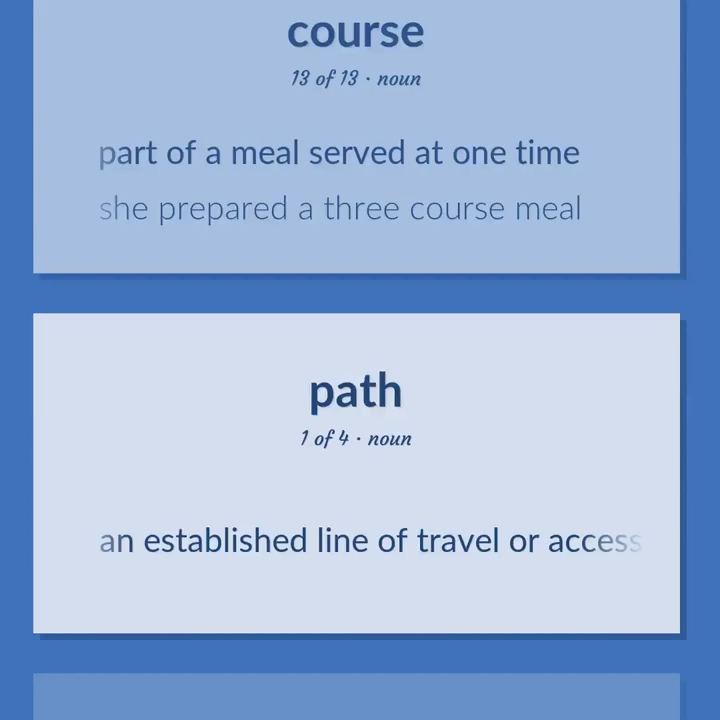 course
13 of 13 · noun
part of a meal served at one time
she prepared a three course meal
path
1 of 4 · noun
an established line of travel or access